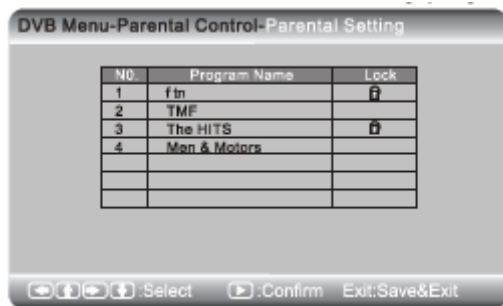 DVB Menu-Parental Control-Parental Setting
N0. Program Name Lock
1 ftn
2 TMF
3 The HITS
4 Men & Motors
:Select :Confirm Exit:Save&Exit